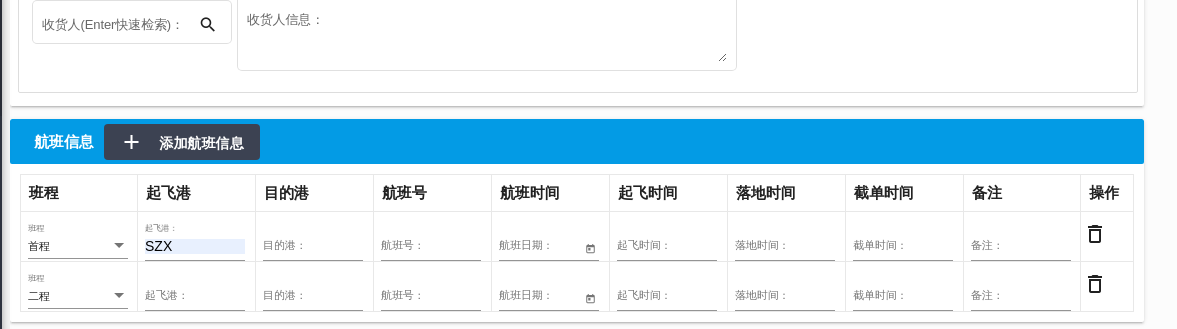 收货人(Enter快速检索)：
收货人信息：
航班信息 添加航班信息
班程 起飞港 目的港 航班号 航班时间 起飞时间 落地时间 截单时间 备注 操作
班程 起飞港：
首程 SZX 目的港： 航班号： 航班日期： 起飞时间： 落地时间： 截单时间： 备注：
班程
二程 起飞港： 目的港： 航班号： 航班日期： 起飞时间： 落地时间： 截单时间： 备注：